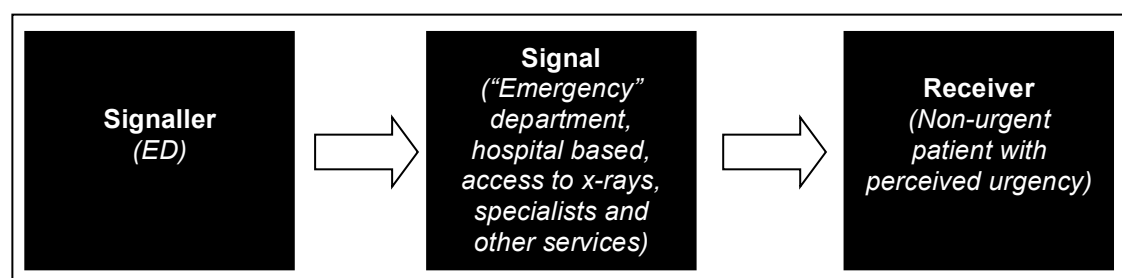 Signaller
(ED)
Signal
(“Emergency”
department,
hospital based,
access to x-rays,
specialists and
other services)
Receiver
(Non-urgent
patient with
perceived urgency)